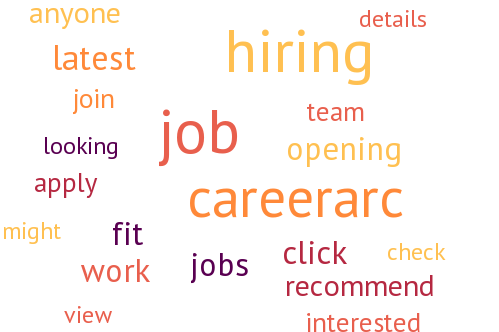 anyone
details
hiring
latest
join
team
job
looking
opening
apply
careerarc
might
fit
click
check
jobs
work
recommend
view
interested